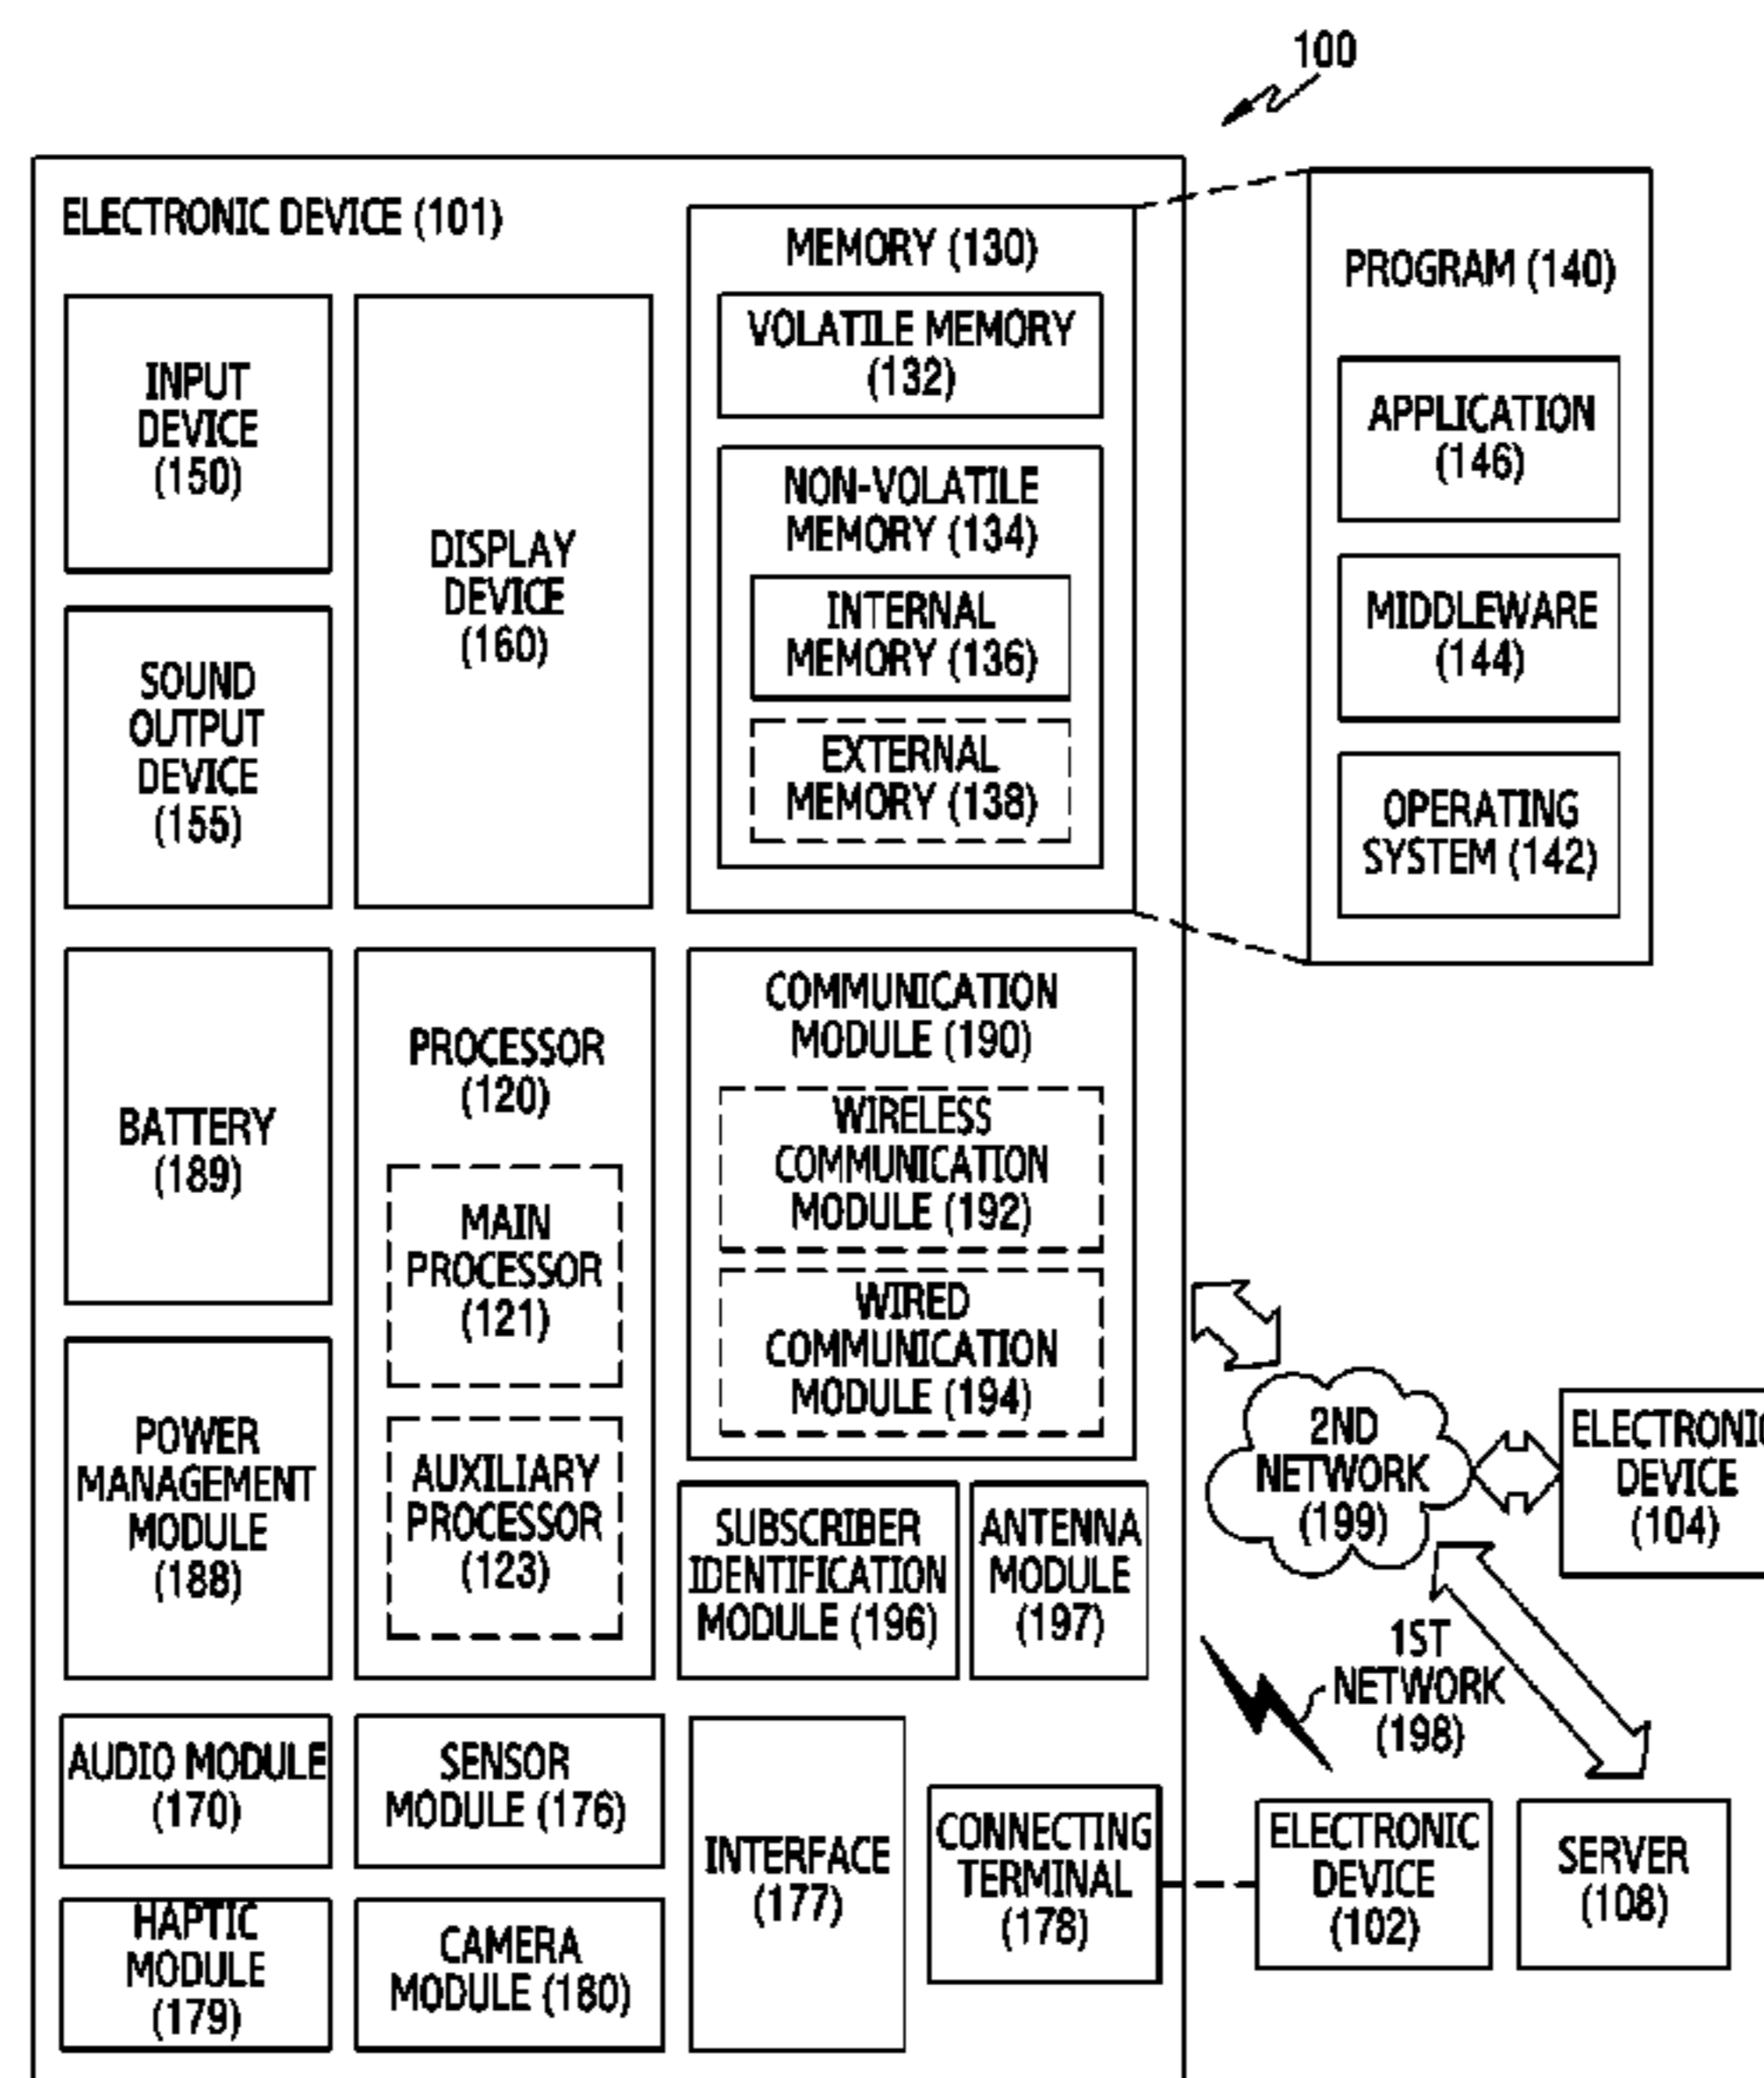 100
ELECTRONIC DEVICE (101)
INPUT
DEVICE
(150)
SOUND
OUTPUT
DEVICE
(155)
DISPLAY
DEVICE
(160)
MEMORY (130)
VOLATILE MEMORY
(132)
NON-VOLATILE
MEMORY (134)
INTERNAL
MEMORY (136)
EXTERNAL
MEMORY (138)
PROGRAM (140)
APPLICATION
(146)
MIDDLEWARE
(144)
OPERATING
SYSTEM (142)
BATTERY
(189)
POWER
MANAGEMENT
MODULE
(188)
PROCESSOR
(120)
MAIN
PROCESSOR
(121)
AUXILIARY
PROCESSOR
(123)
COMMUNICATION
MODULE (190)
WIRELESS
COMMUNICATION
MODULE (192)
WIRED
COMMUNICATION
MODULE (194)
SUBSCRIBER
IDENTIFICATION
MODULE (196)
ANTENNA
MODULE
(197)
2ND
NETWORK
(199)
ELECTRONIC
DEVICE
(104)
1ST
NETWORK
(198)
AUDIO MODULE
(170)
SENSOR
MODULE (176)
HAPTIC
MODULE
(179)
CAMERA
MODULE (180)
INTERFACE
(177)
CONNECTING
TERMINAL
(178)
ELECTRONIC
DEVICE
(102)
SERVER
(108)